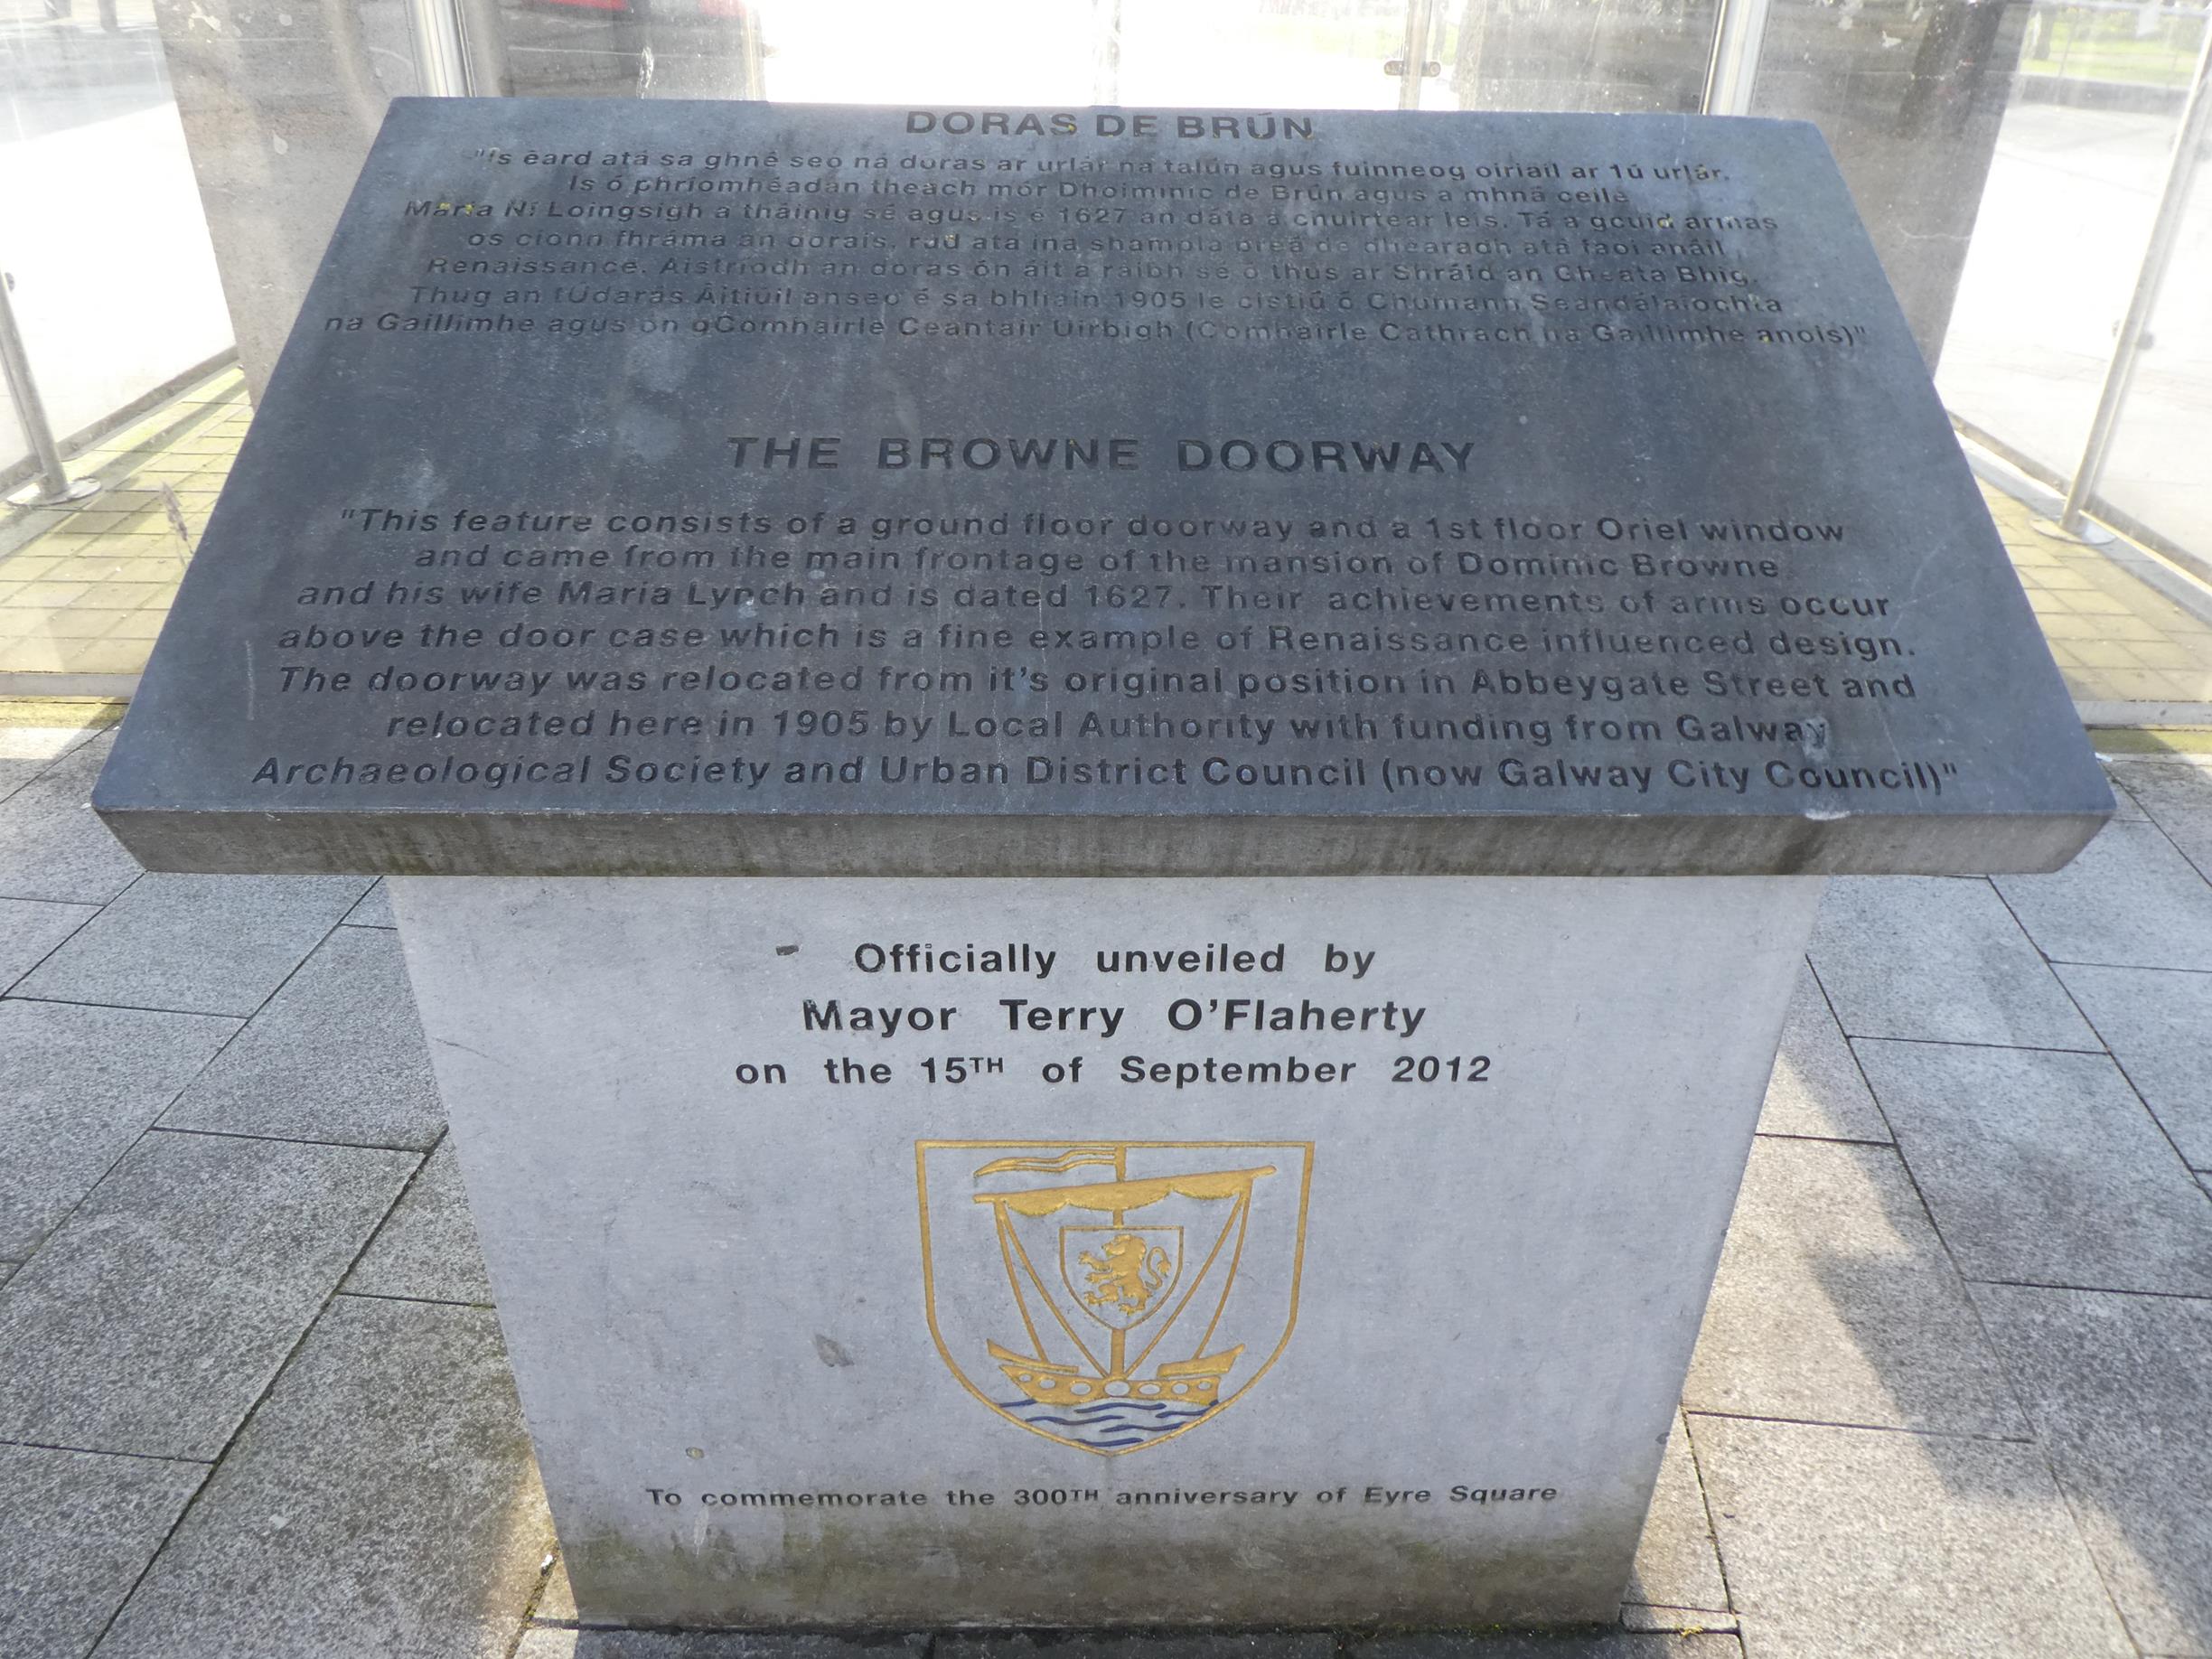 DORAS DE BRÚN
"Is éard atá sa ghné seo ná doras ar urlár na talún agus fuinneog oiriail ar 1ú urlár.
Is ó phríomhéadan theach mór Dhoiminic de Brún agus a mhná ceile
Mária Ní Loingsigh a tháinig sé agus is é 1627 an dáta a chuirtear leis. Tá a gcuid armas
os cionn fhráma an dorais, rud atá ina shampla breá de dhearadh atá faoi anáil
Renaissance. Aistríodh an doras ón áit a raibh sé ó thús ar Shráid an Gheata Bhig.
Thug an tÚdarás Áitiúil anseo é sa bhliain 1905 le cistiú ó Chumann Seandálaíochta
na Gaillimhe agus ón gComhairle Ceantair Uirbigh (Comhairle Cathrach na Gaillimhe anois)"
THE BROWNE DOORWAY
"This feature consists of a ground floor doorway and a 1st floor Oriel window
and came from the main frontage of the mansion of Dominic Browne
and his wife Maria Lynch and is dated 1627. Their achievements of arms occur
above the door case which is a fine example of Renaissance influenced design.
The doorway was relocated from it's original position in Abbeygate Street and
relocated here in 1905 by Local Authority with funding from Galway
Archaeological Society and Urban District Council (now Galway City Council)"
Officially unveiled by
Mayor Terry O'Flaherty
on the 15TH of September 2012
To commemorate the 300TH anniversary of Eyre Square